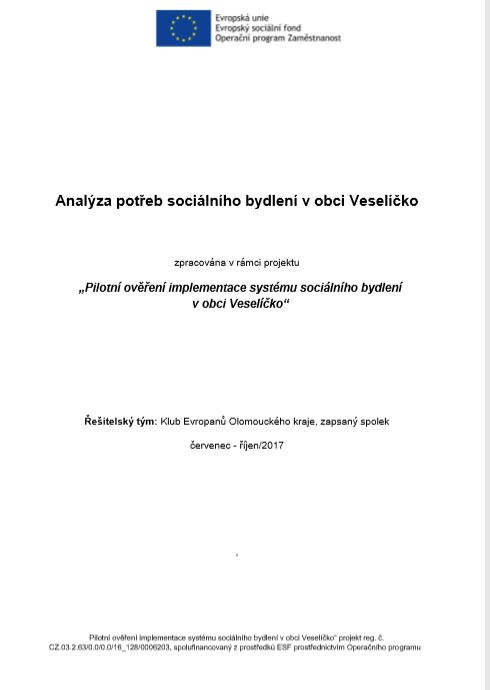 Evropská unie
Evropský sociální fond
Operační program Zaměstnanost
Analýza potřeb sociálního bydlení v obci Veselíčko
zpracována v rámci projektu
„Pilotní ověření implementace systému sociálního bydlení
v obci Veselíčko“
Řešitelský tým: Klub Evropanů Olomouckého kraje, zapsaný spolek
červenec - říjen/2017
Pilotní ověření implementace systému sociálního bydlení v obci Veselíčko“ projekt reg. č.
CZ.03.2.63/0.0/0.0/16_128/0006203, spolufinancovaný z prostředků ESF prostřednictvím Operačního programu